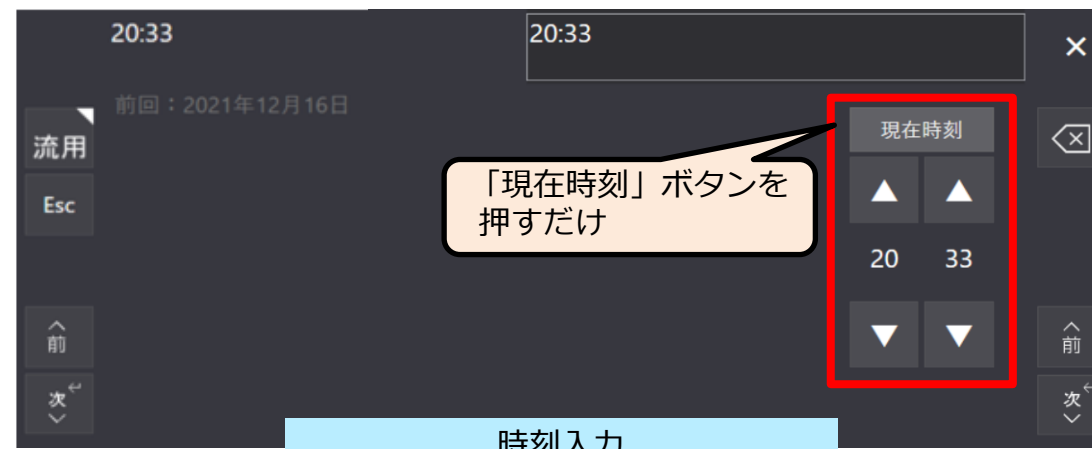 20:33
20:33
×
前回：2021年12月16日
流用
現在時刻
「現在時刻」ボタンを
押すだけ
Esc
20 33
前
前
次
次
時刻入力